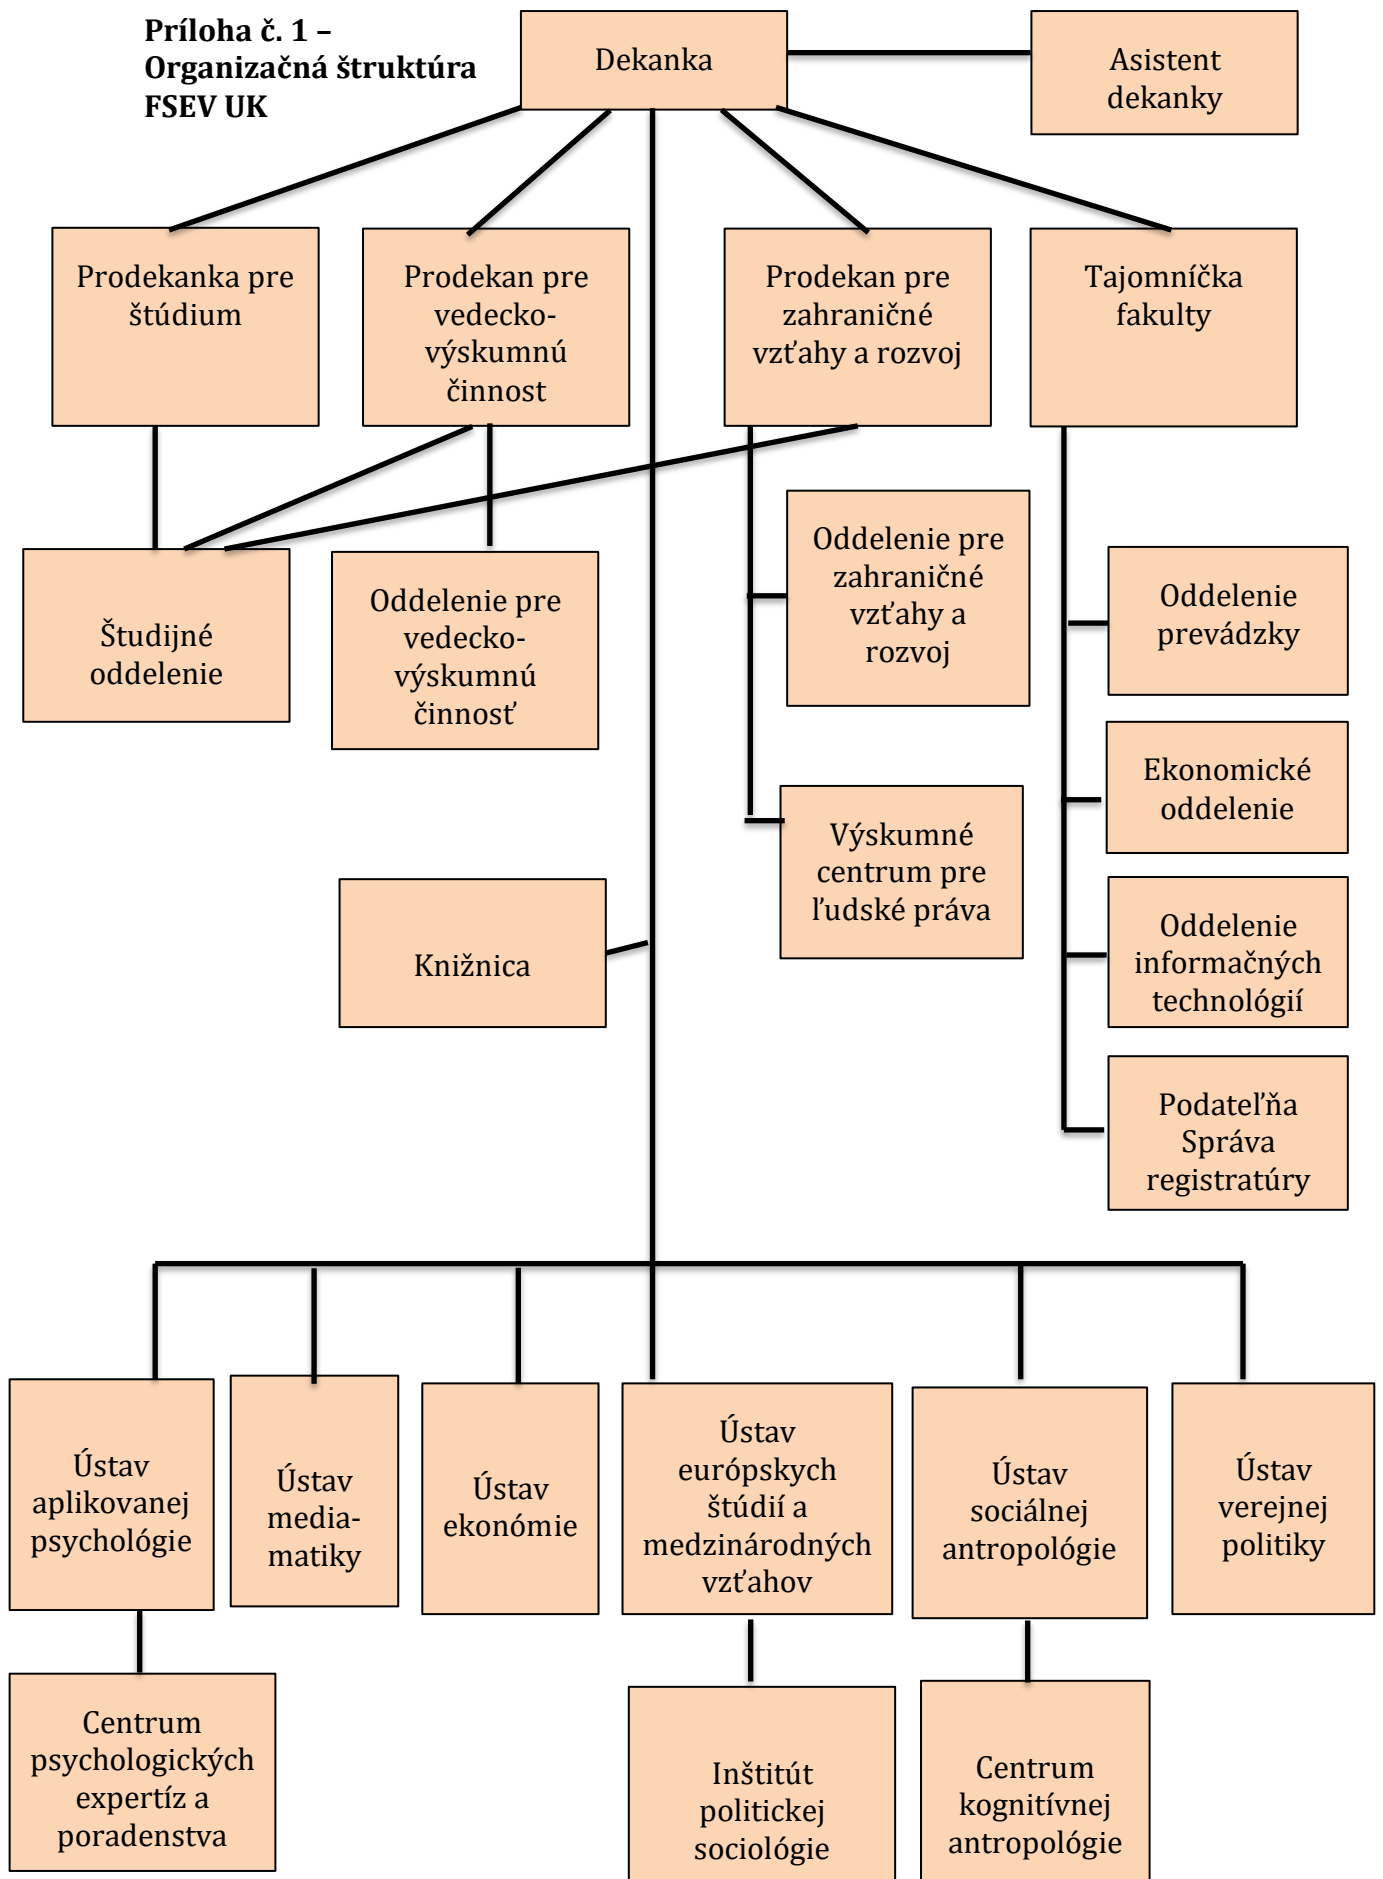 Príloha č. 1 –
Organizačná štruktúra
FSEV UK
Dekanka
Asistent
dekanky
Prodekanka pre
štúdium
Prodekan pre
vedecko-
výskumnú
činnost
Prodekan pre
zahraničné
vzťahy a rozvoj
Tajomníčka
fakulty
Študijné
oddelenie
Oddelenie pre
vedecko-
výskumnú
činnosť
Oddelenie pre
zahraničné
vzťahy a
rozvoj
Oddelenie
prevádzky
Ekonomické
oddelenie
Výskumné
centrum pre
ľudské práva
Knižnica
Oddelenie
informačných
technológií
Podateľňa
Správa
registratúry
Ústav
aplikovanej
psychológie
Ústav
media-
matiky
Ústav
ekonómie
Ústav
európskych
štúdií a
medzinárodných
vzťahov
Ústav
sociálnej
antropológie
Ústav
verejnej
politiky
Centrum
psychologických
expertíz a
poradenstva
Inštitút
politickej
sociológie
Centrum
kognitívnej
antropológie